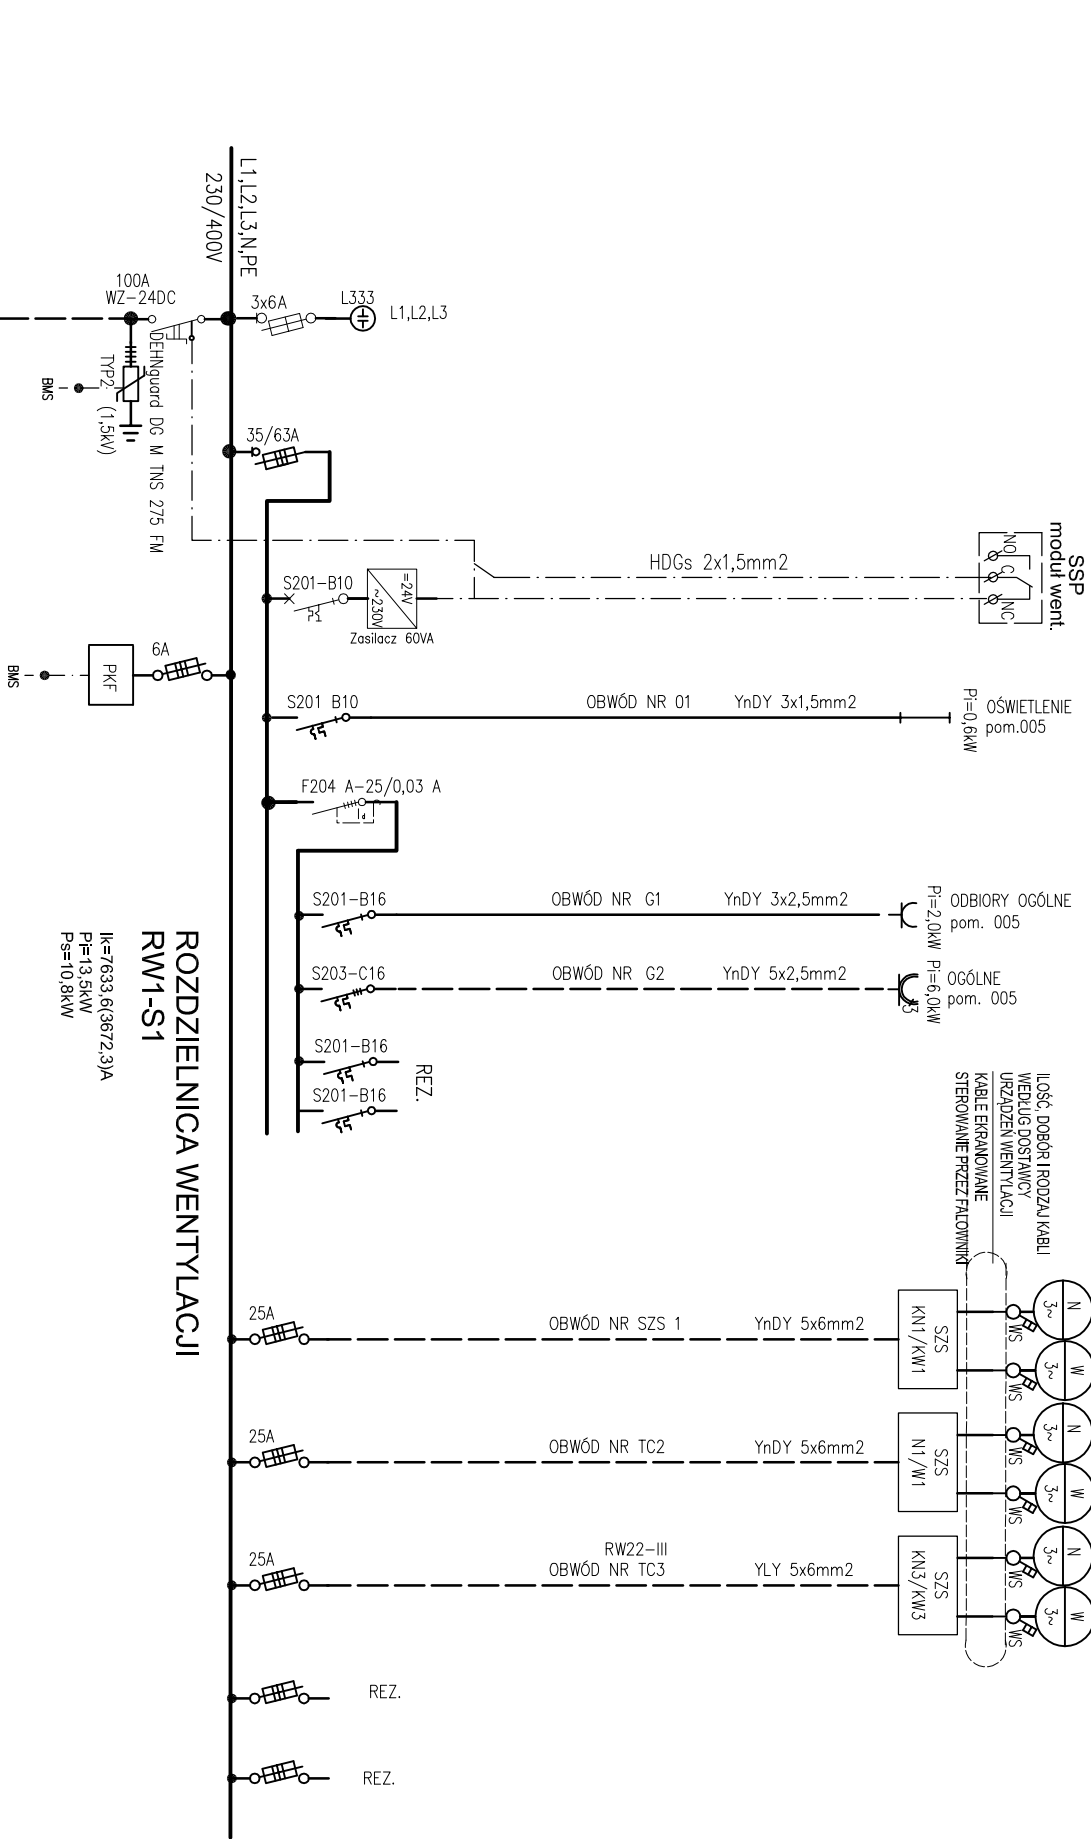 SSP
moduł went.
NO
C
NC
L1,L2,L3,N,PE
230/400V
100A
WZ-24DC
3x6A
L333
L1,L2,L3
DEHNguard DG M TNS 275 FM
TYP2
(1,5kV)
BMS
35/63A
HDGs 2x1,5mm2
S201-B10
=24V
~230V
Zasilacz 60VA
6A
PKF
BMS
S201 B10
OBWÓD NR 01
YnDY 3x1,5mm2
Pi=0,6kW
OŚWIETLENIE
pom.005
F204 A-25/0,03 A
Id
S201-B16
OBWÓD NR G1
YnDY 3x2,5mm2
Pi=2,0kW
ODBIORY OGÓLNE
pom. 005
S203-C16
OBWÓD NR G2
YnDY 5x2,5mm2
3
Pi=6,0kW
OGÓLNE
pom. 005
S201-B16
S201-B16
REZ.
ROZDZIELNICA WENTYLACJI
RW1-S1
Ik=7633,6(3672,3)A
Pi=13,5kW
Ps=10,8kW
ILOŚĆ, DOBÓR I RODZAJ KABLI
WEDŁUG DOSTAWCY
URZĄDZEŃ WENTYLACJI
KABLE EKRANOWANE
STEROWANIE PRZEZ FALOWNIKI
25A
OBWÓD NR SZS 1
YnDY 5x6mm2
SZS
KN1/KW1
WS
N
3~
WS
W
3~
25A
OBWÓD NR TC2
YnDY 5x6mm2
SZS
N1/W1
WS
N
3~
WS
W
3~
25A
RW22-III
OBWÓD NR TC3
YLY 5x6mm2
SZS
KN3/KW3
WS
N
3~
WS
W
3~
REZ.
REZ.